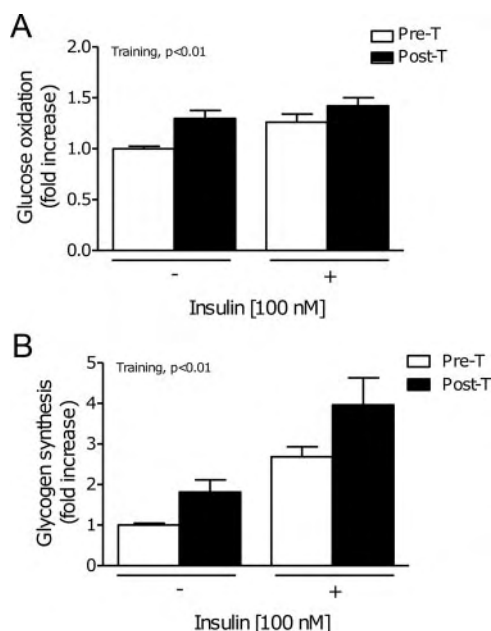 A
Training, p<0.01
Pre-T
Post-T
Glucose oxidation
(fold increase)
2.0
1.5
1.0
0.5
0.0
-
+
Insulin [100 nM]
B
Training, p<0.01
Pre-T
Post-T
Glycogen synthesis
(fold increase)
5
4
3
2
1
0
-
+
Insulin [100 nM]